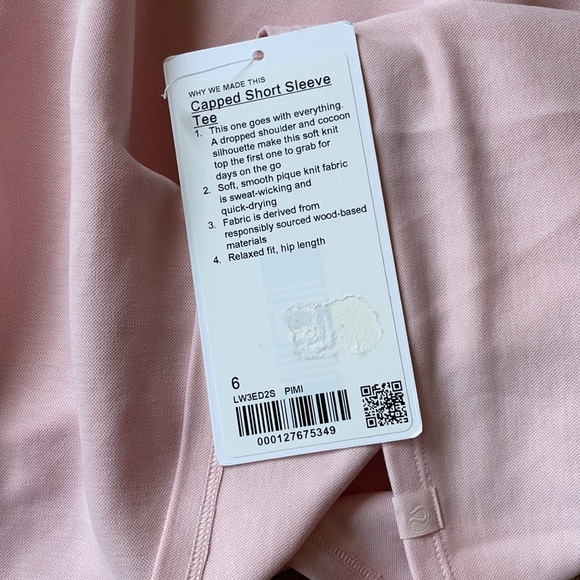 WHY WE MADE THIS
Capped Short Sleeve
Tee
1. This one goes with everything.
A dropped shoulder and cocoon
silhouette make this soft knit
top the first one to grab for
days on the go
2. Soft, smooth pique knit fabric
is sweat-wicking and
quick-drying
3. Fabric is derived from
responsibly sourced wood-based
materials
4. Relaxed fit, hip length
6
LW3ED2S PIMI
000127675349